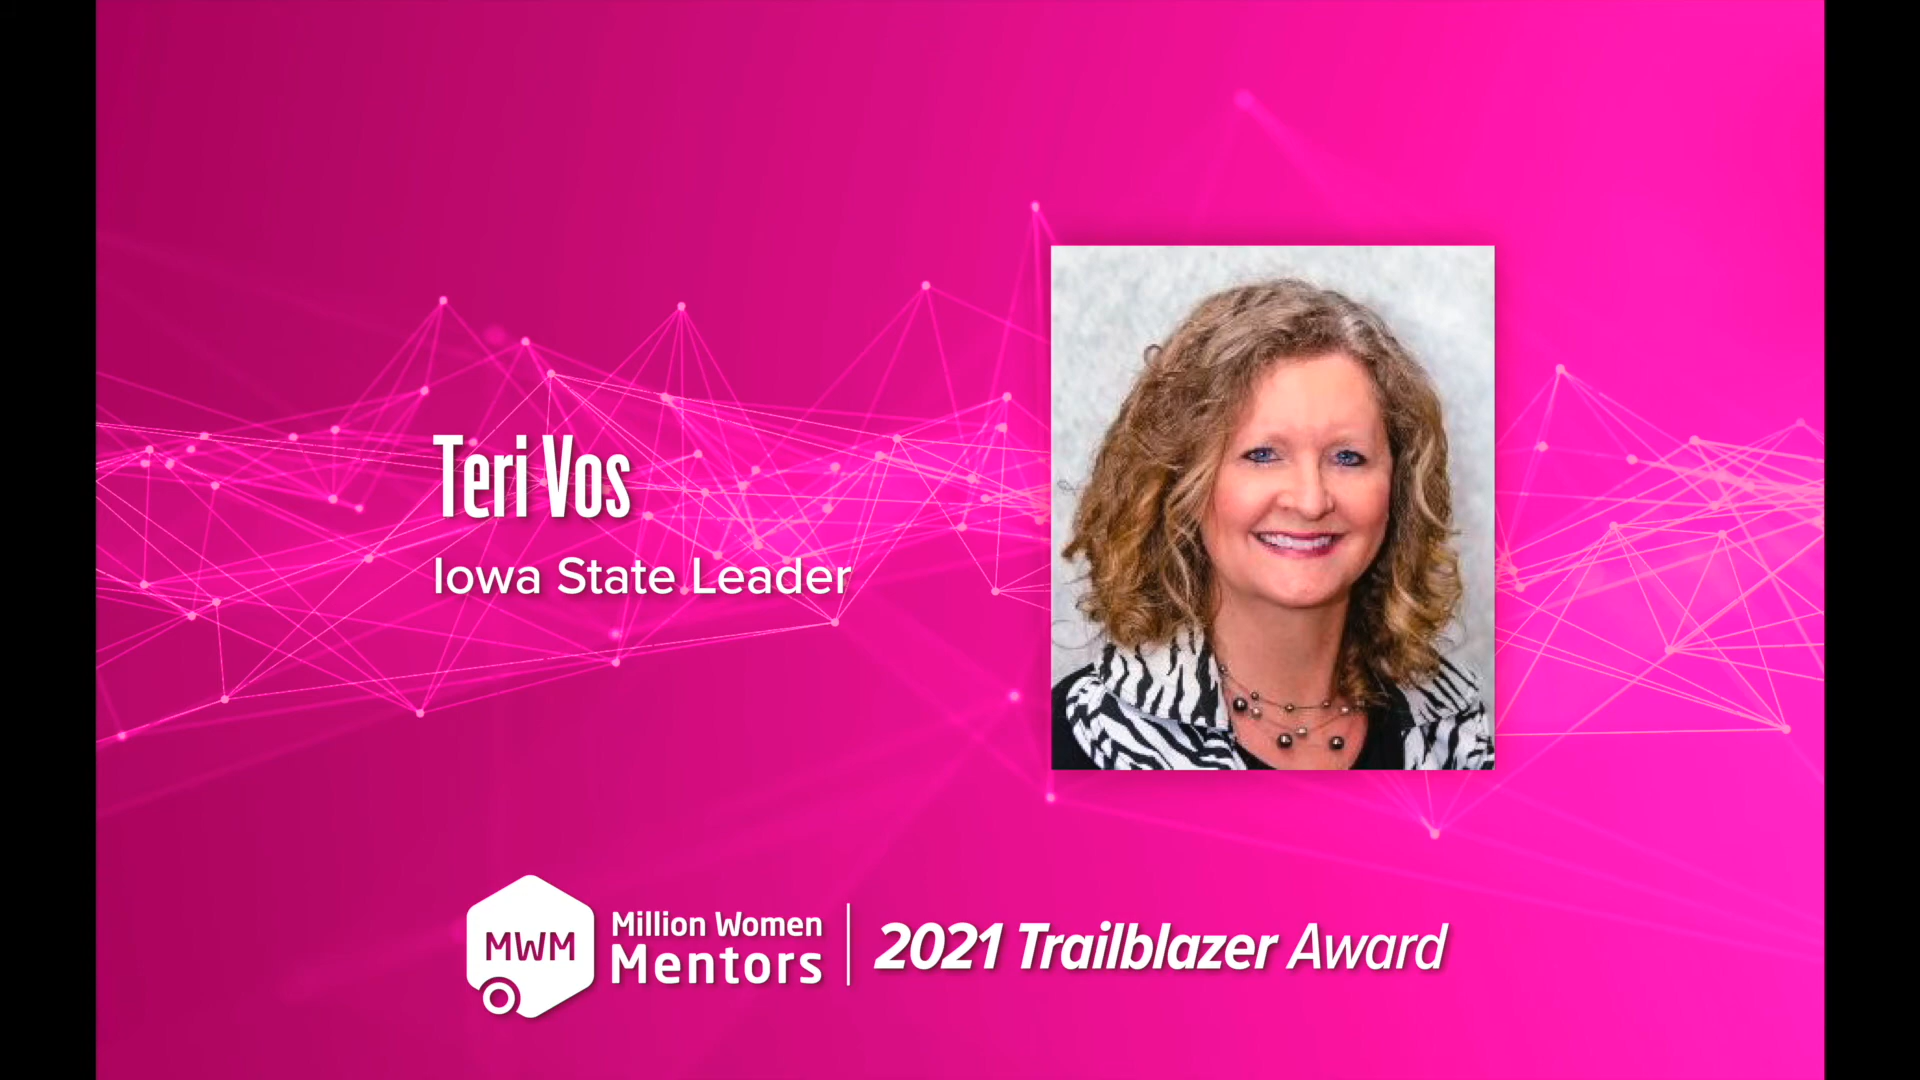 Teri Vos
Iowa State Leader
MWM
Million Women
Mentors
2021 Trailblazer Award